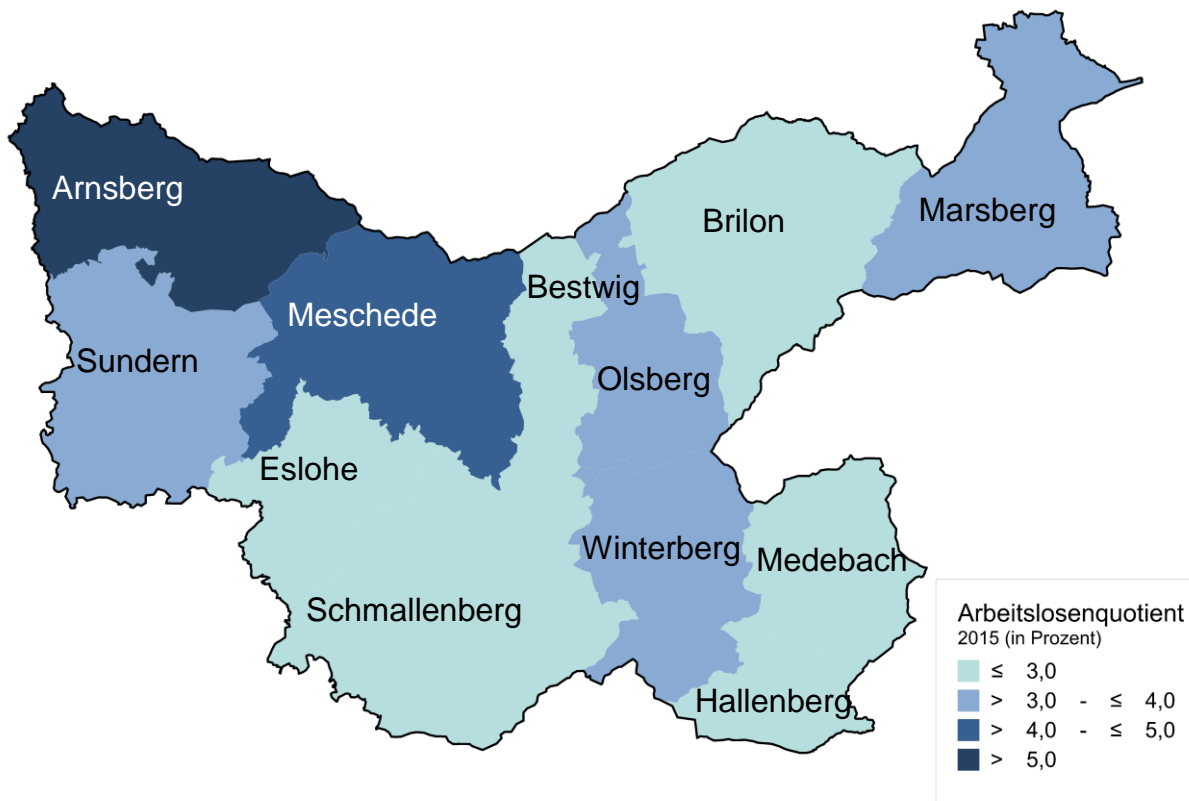 Arnsberg
Brilon
Marsberg
Bestwig
Meschede
Sundern
Olsberg
Eslohe
Winterberg
Medebach
Schmallenberg
Hallenberg
Arbeitslosenquotient
2015 (in Prozent)
≤ 3,0
> 3,0 - ≤ 4,0
> 4,0 - ≤ 5,0
> 5,0